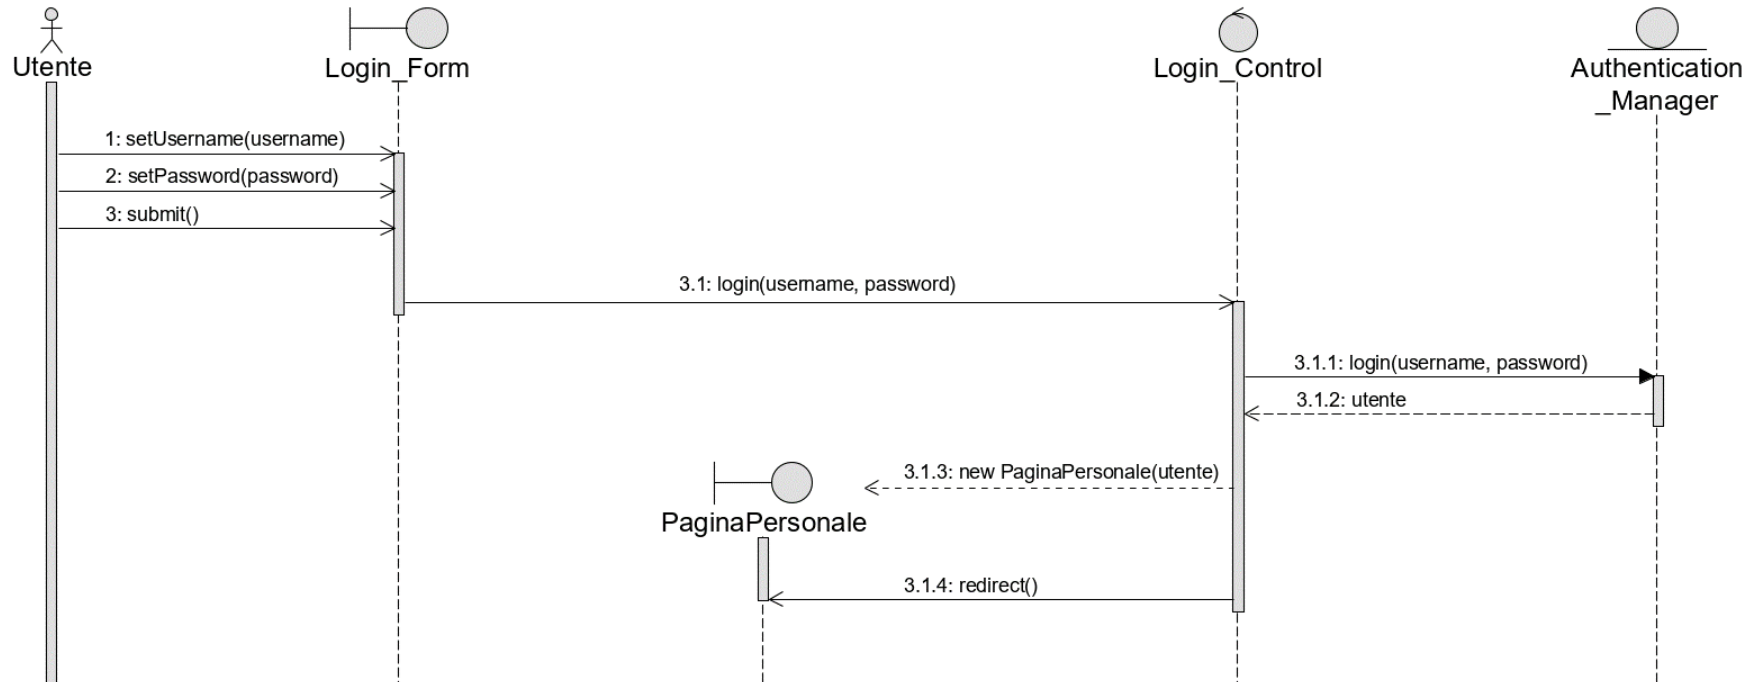 Utente
Login_Form
Login_Control
Authentication
_Manager
1: setUsername(username)
2: setPassword(password)
3: submit()
3.1: login(username, password)
3.1.1: login(username, password)
3.1.2: utente
3.1.3: new PaginaPersonale(utente)
PaginaPersonale
3.1.4: redirect()